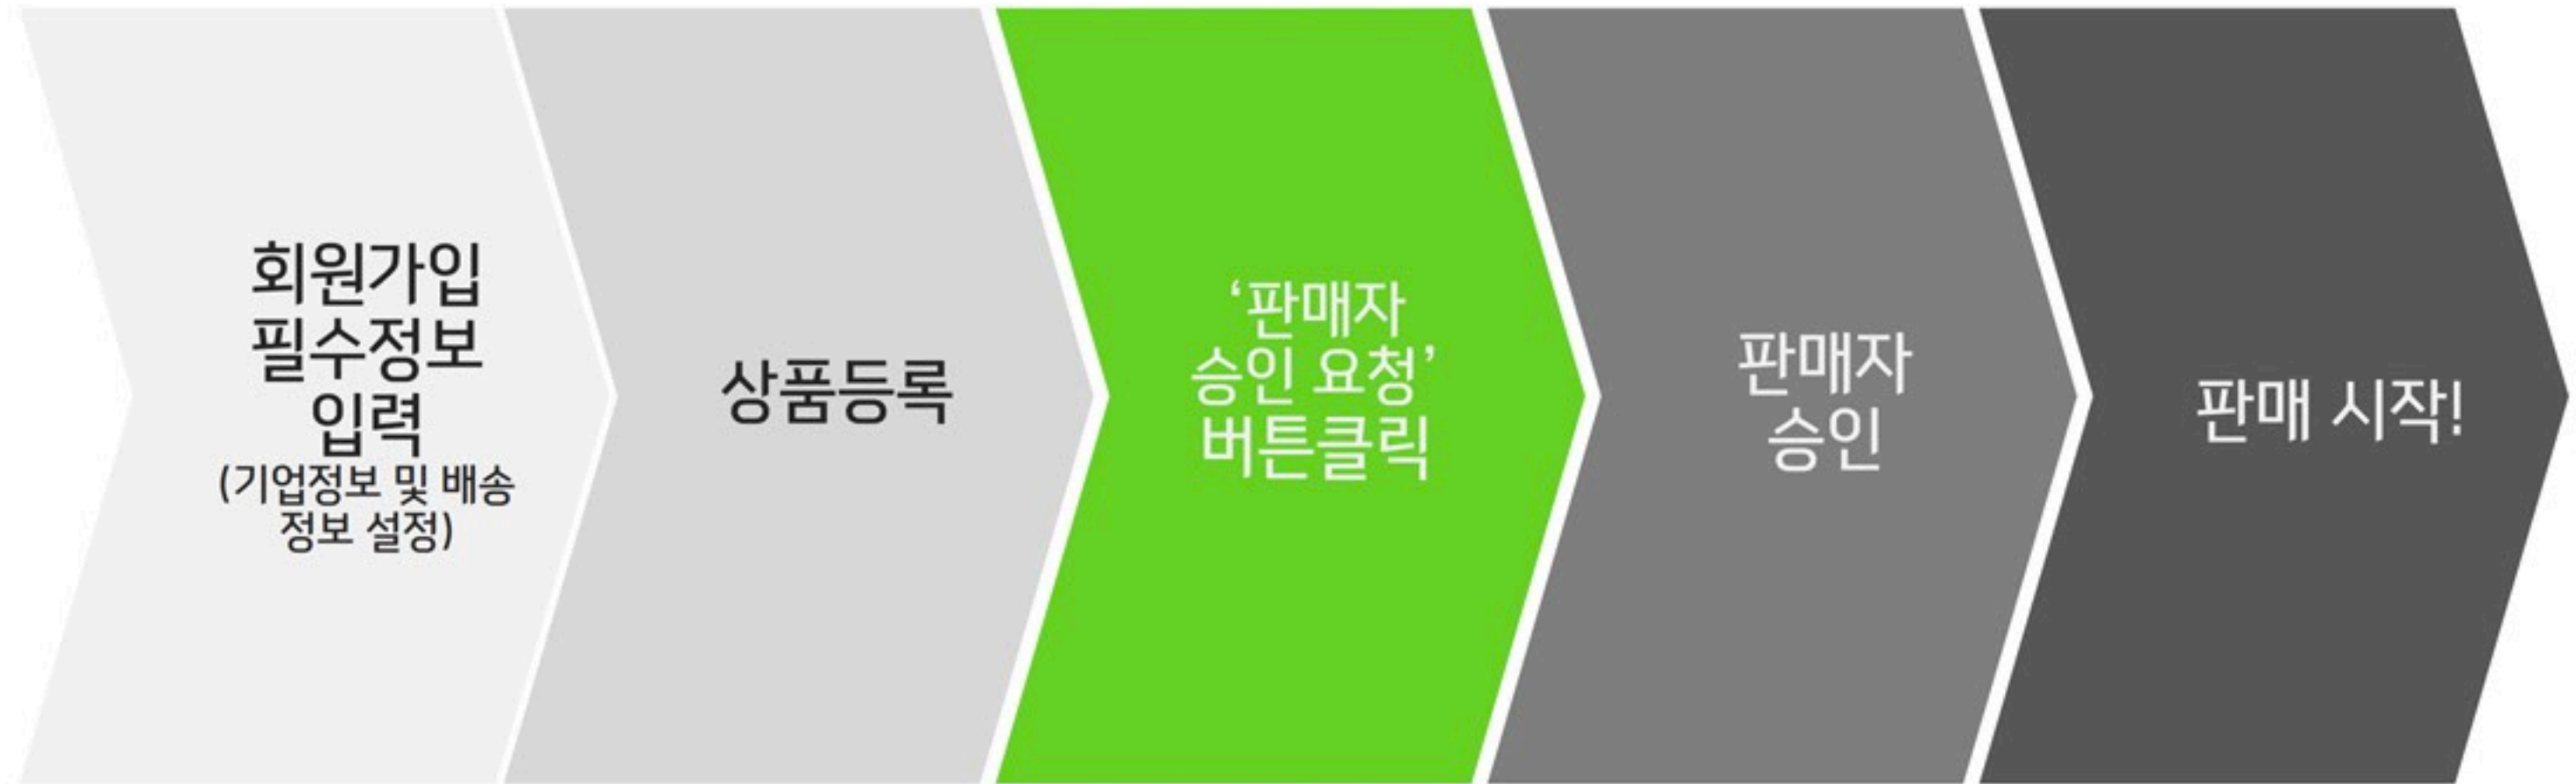 회원가입
필수정보
입력
(기업정보 및 배송
정보 설정)
상품등록
‘판매자
승인 요청’
버튼클릭
판매자
승인
판매 시작!